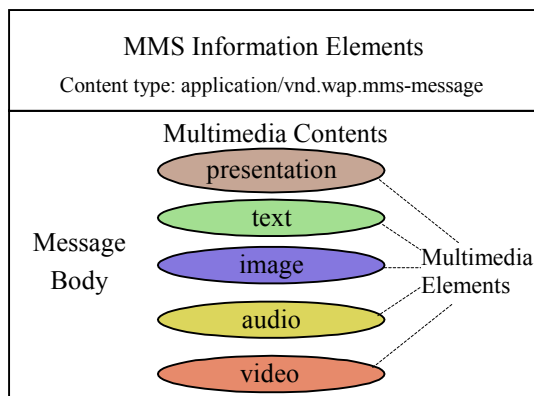 MMS Information Elements
Content type: application/vnd.wap.mms-message
Multimedia Contents
presentation
text
Message
Body
image
Multimedia
Elements
audio
video